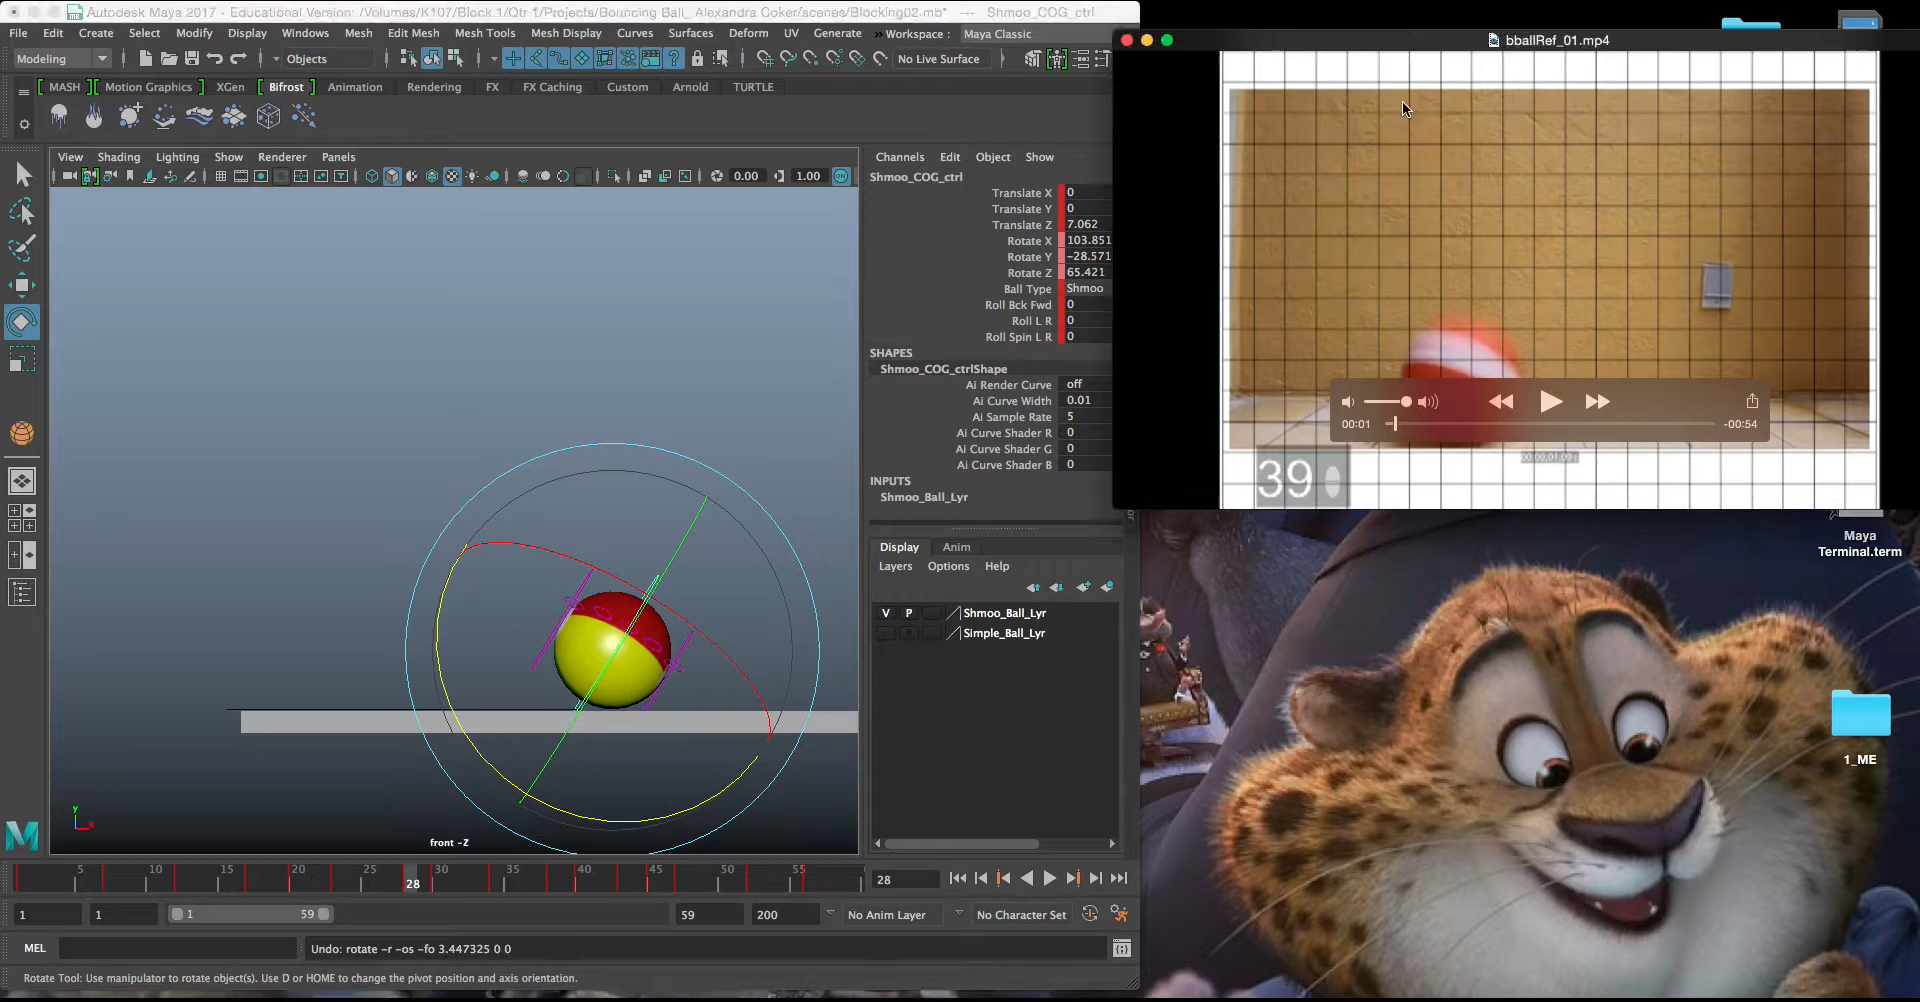 Autodesk Maya 2017 - Educational Version: /Volumes/K107/Block 1/Qtr 1/Projects/Bouncing Ball_ Alexandra Coker/scenes/Blocking02.mb* --- Shmoo_COG_ctrl
File Edit Create Select Modify Display Windows Mesh Edit Mesh Mesh Tools Mesh Display Curves Surfaces Deform UV Generate » Workspace : Maya Classic
Modeling Objects No Live Surface
MASH Motion Graphics XGen Bifrost Animation Rendering FX FX Caching Custom Arnold TURTLE
View Shading Lighting Show Renderer Panels
0.00 1.00
front -Z
Channels Edit Object Show
Shmoo_COG_ctrl
Translate X 0
Translate Y 0
Translate Z 7.062
Rotate X 103.851
Rotate Y -28.571
Rotate Z 65.421
Ball Type Shmoo
Roll Bck Fwd 0
Roll L R 0
Roll Spin L R 0
SHAPES
Shmoo_COG_ctrlShape
Ai Render Curve off
Ai Curve Width 0.01
Ai Sample Rate 5
Ai Curve Shader R 0
Ai Curve Shader G 0
Ai Curve Shader B 0
INPUTS
Shmoo_Ball_Lyr
Display Anim
Layers Options Help
V P Shmoo_Ball_Lyr
P Simple_Ball_Lyr
y x
5 10 15 20 25 28 30 35 40 45 50 55
28
1 1 1 59 59 200 No Anim Layer No Character Set
MEL Undo: rotate -r -os -fo 3.447325 0 0
Rotate Tool: Use manipulator to rotate object(s). Use D or HOME to change the pivot position and axis orientation.
bballRef_01.mp4
00:01 -00:54
39
Maya
Terminal.term
1_ME